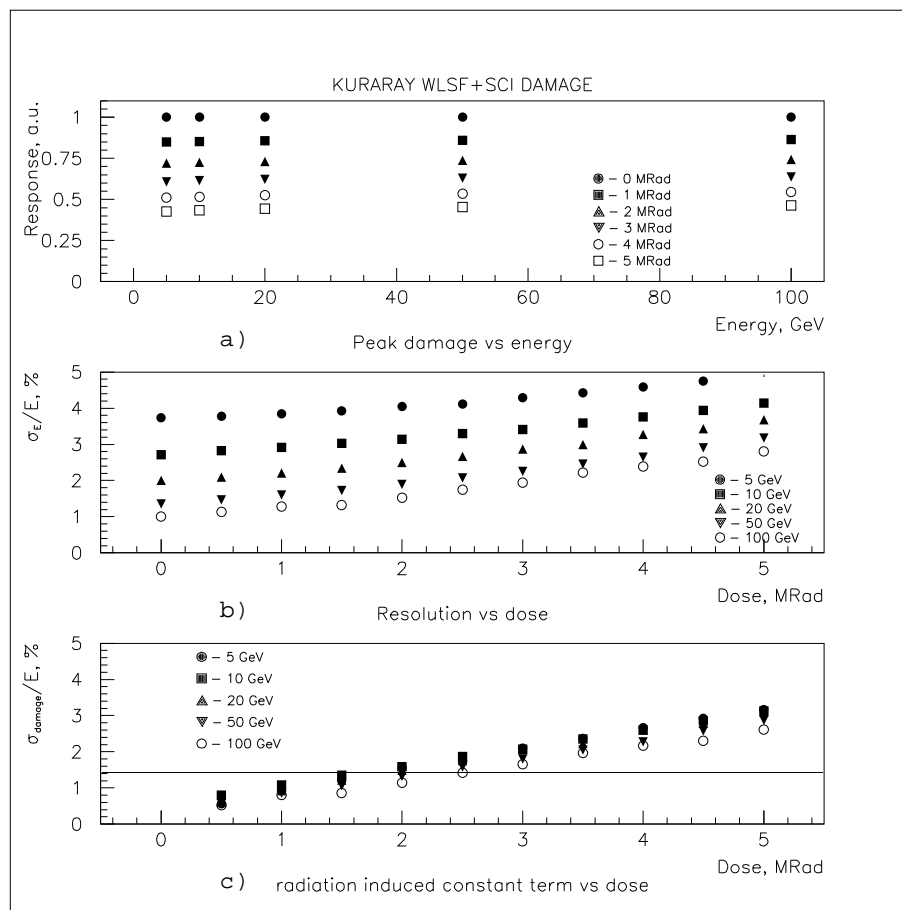 KURARAY WLSF+SCI DAMAGE
Response, a.u.
1
0.75
0.5
0.25
0
● – 0 MRad
■ – 1 MRad
▲ – 2 MRad
▼ – 3 MRad
○ – 4 MRad
□ – 5 MRad
0 20 40 60 80 100
Energy, GeV
a) Peak damage vs energy
σE/E, %
5
4
3
2
1
0
● – 5 GeV
■ – 10 GeV
▲ – 20 GeV
▼ – 50 GeV
○ – 100 GeV
0 1 2 3 4 5
Dose, MRad
b) Resolution vs dose
σdamage/E, %
5
4
3
2
1
0
● – 5 GeV
■ – 10 GeV
▲ – 20 GeV
▼ – 50 GeV
○ – 100 GeV
0 1 2 3 4 5
Dose, MRad
c) radiation induced constant term vs dose